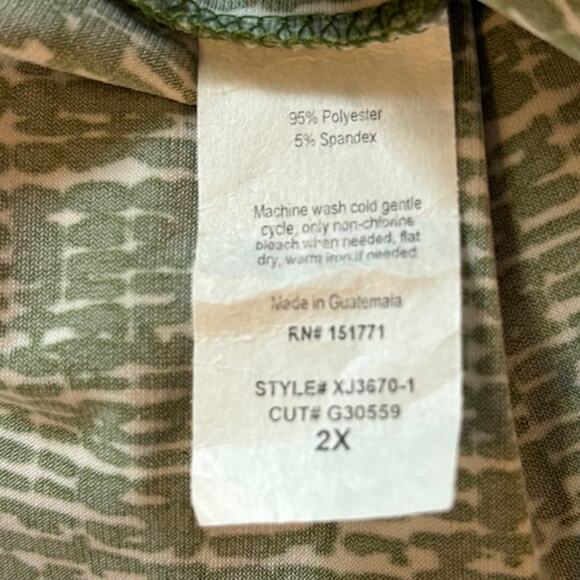 95% Polyester
5% Spandex
Machine wash cold gentle
cycle, only non-chlorine
bleach when needed, flat
dry, warm iron if needed
Made in Guatemala
RN# 151771
STYLE# XJ3670-1
CUT# G30559
2X